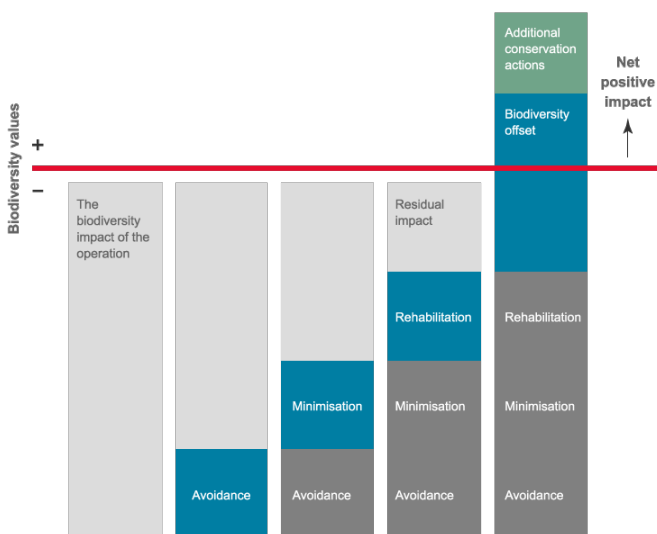 Additional
conservation
actions
Net
positive
impact
Biodiversity
offset
Biodiversity values
+
−
The
biodiversity
impact of the
operation
Residual
impact
Rehabilitation
Rehabilitation
Minimisation
Minimisation
Minimisation
Avoidance
Avoidance
Avoidance
Avoidance